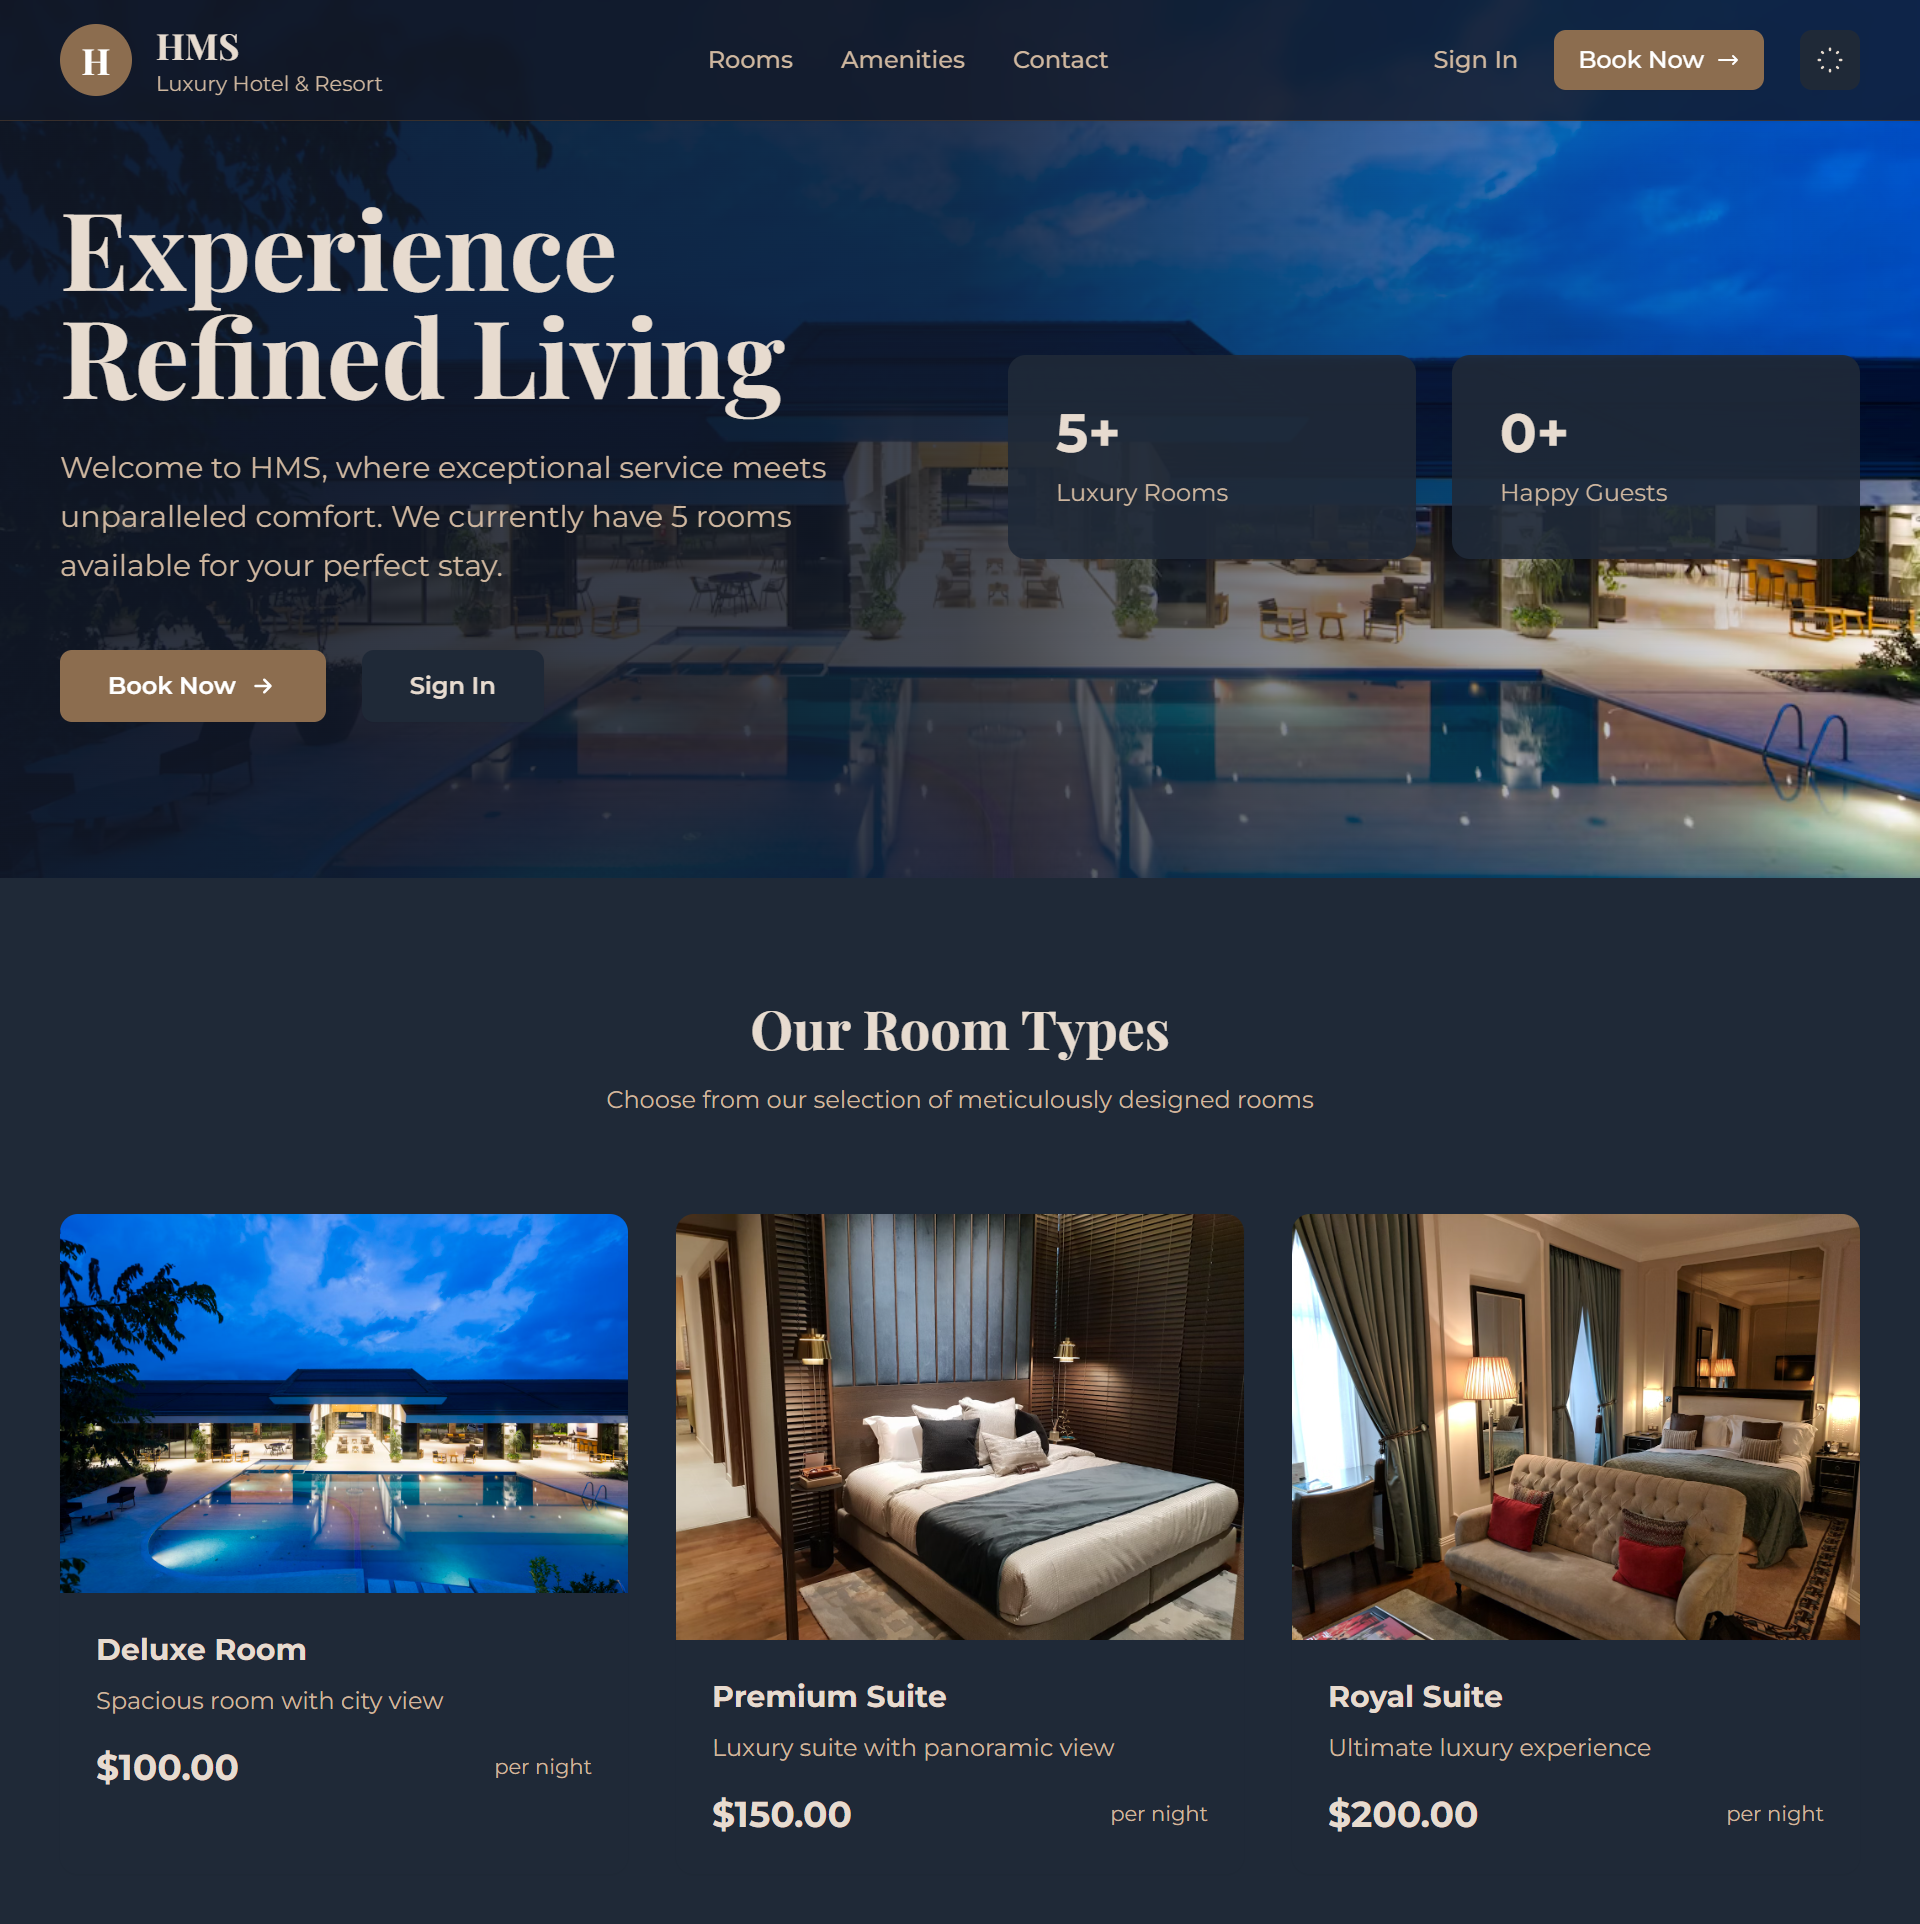 H
HMS
Luxury Hotel & Resort
Rooms
Amenities
Contact
Sign In
Book Now →
Experience
Refined Living
Welcome to HMS, where exceptional service meets
unparalleled comfort. We currently have 5 rooms
available for your perfect stay.
Book Now →
Sign In
5+
Luxury Rooms
0+
Happy Guests
Our Room Types
Choose from our selection of meticulously designed rooms
Deluxe Room
Spacious room with city view
$100.00
per night
Premium Suite
Luxury suite with panoramic view
$150.00
per night
Royal Suite
Ultimate luxury experience
$200.00
per night